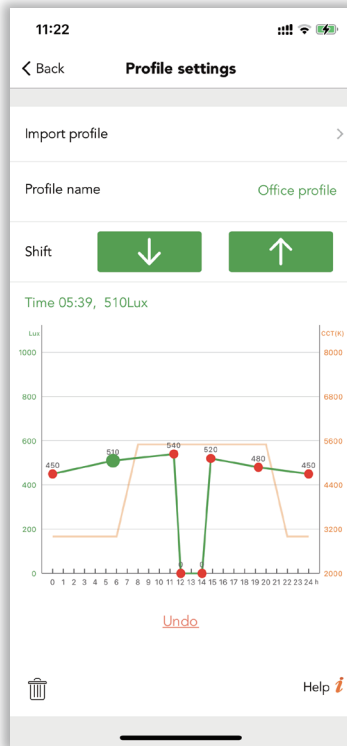 11:22
Back Profile settings
Import profile
Profile name Office profile
Shift
Time 05:39, 510Lux
Lux CCT(K)
1000 8000
800 6800
600 5600
540
510 520
450 480 450
400 4400
200 3200
0 0
0 2000
0 1 2 3 4 5 6 7 8 9 10 11 12 13 14 15 16 17 18 19 20 21 22 23 24 h
Undo
Help i